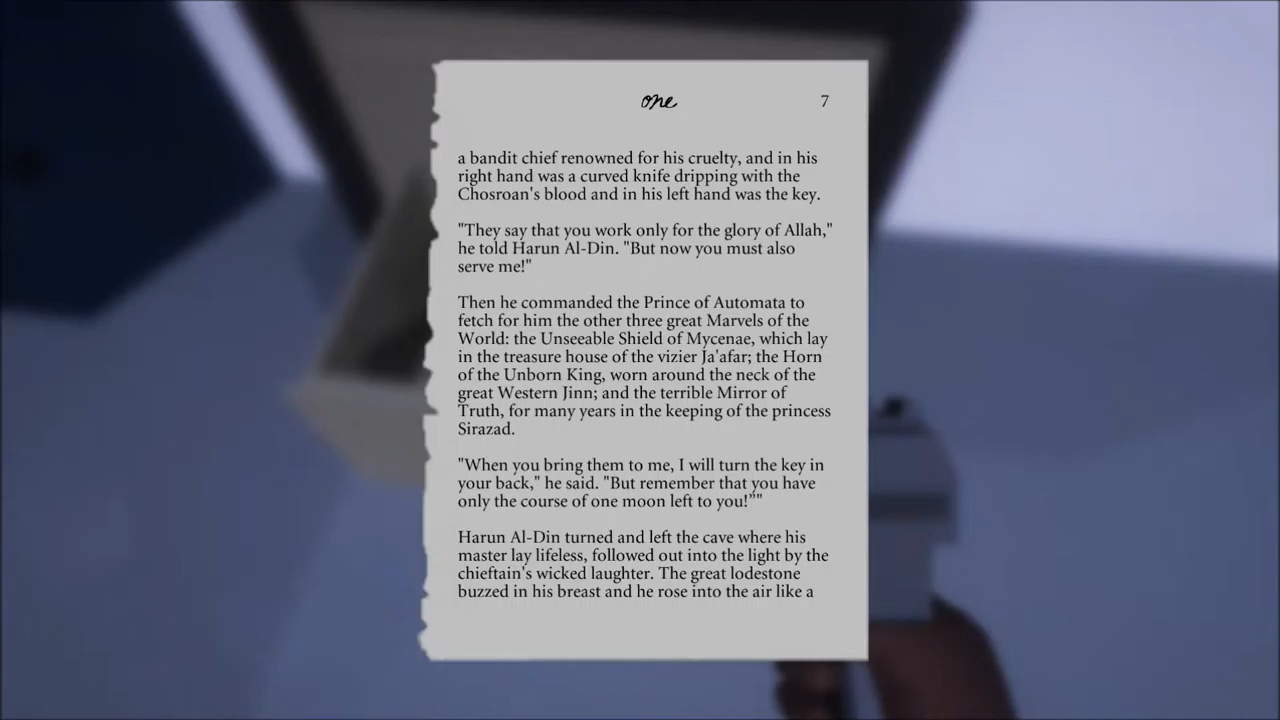 one
7
a bandit chief renowned for his cruelty, and in his
right hand was a curved knife dripping with the
Chosroan's blood and in his left hand was the key.
"They say that you work only for the glory of Allah,"
he told Harun Al-Din. "But now you must also
serve me!"
Then he commanded the Prince of Automata to
fetch for him the other three great Marvels of the
World: the Unseeable Shield of Mycenae, which lay
in the treasure house of the vizier Ja'afar; the Horn
of the Unborn King, worn around the neck of the
great Western Jinn; and the terrible Mirror of
Truth, for many years in the keeping of the princess
Sirazad.
"When you bring them to me, I will turn the key in
your back," he said. "But remember that you have
only the course of one moon left to you!”"
Harun Al-Din turned and left the cave where his
master lay lifeless, followed out into the light by the
chieftain's wicked laughter. The great lodestone
buzzed in his breast and he rose into the air like a